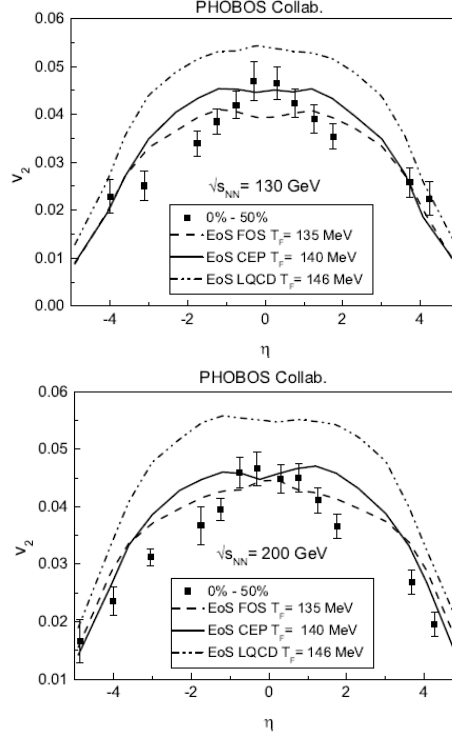 PHOBOS Collab.
0.06
0.05
0.04
0.03
0.02
0.01
0.00
v₂
√sNN = 130 GeV
0% - 50%
EoS FOS TF = 135 MeV
EoS CEP TF = 140 MeV
EoS LQCD TF = 146 MeV
-4 -2 0 2 4
η
PHOBOS Collab.
0.06
0.05
0.04
0.03
0.02
0.01
v₂
√sNN = 200 GeV
0% - 50%
EoS FOS TF = 135 MeV
EoS CEP TF = 140 MeV
EoS LQCD TF = 146 MeV
-4 -2 0 2 4
η